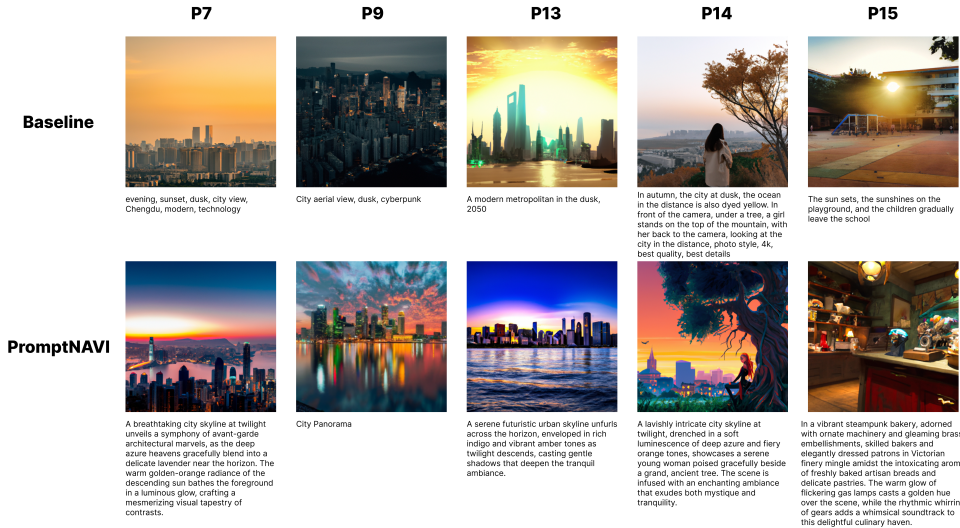 P7 P9 P13 P14 P15
Baseline
evening, sunset, dusk, city view,
Chengdu, modern, technology
City aerial view, dusk, cyberpunk
A modern metropolitan in the dusk,
2050
In autumn, the city at dusk, the ocean
in the distance is also dyed yellow. In
front of the camera, under a tree, a girl
stands on the top of the mountain, with
her back to the camera, looking at the
city in the distance, photo style, 4k,
best quality, best details
The sun sets, the sunshines on the
playground, and the children gradually
leave the school
PromptNAVI
A breathtaking city skyline at twilight
unveils a symphony of avant-garde
architectural marvels, as the deep
azure heavens gracefully blend into a
delicate lavender near the horizon. The
warm golden-orange radiance of the
descending sun bathes the foreground
in a luminous glow, crafting a
mesmerizing visual tapestry of
contrasts.
City Panorama
A serene futuristic urban skyline unfurls
across the horizon, enveloped in rich
indigo and vibrant amber tones as
twilight descends, casting gentle
shadows that deepen the tranquil
ambiance.
A lavishly intricate city skyline at
twilight, drenched in a soft
luminescence of deep azure and fiery
orange tones, showcases a serene
young woman poised gracefully beside
a grand, ancient tree. The scene is
infused with an enchanting ambiance
that exudes both mystique and
tranquility.
In a vibrant steampunk bakery, adorned
with ornate machinery and gleaming brass
embellishments, skilled bakers and
elegantly dressed patrons in Victorian
finery mingle amidst the intoxicating aroma
of freshly baked artisan breads and
delicate pastries. The warm glow of
flickering gas lamps casts a golden hue
over the scene, while the rhythmic whirring
of gears adds a whimsical soundtrack to
this delightful culinary haven.